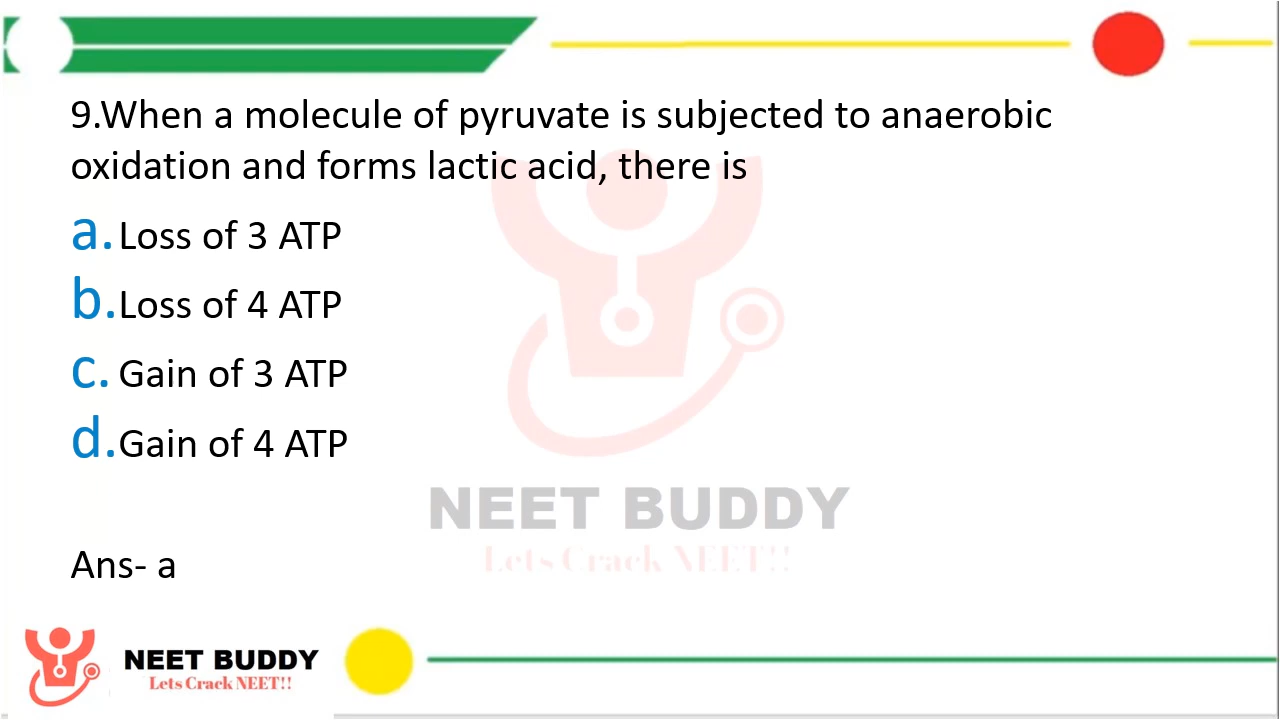 9.When a molecule of pyruvate is subjected to anaerobic
oxidation and forms lactic acid, there is
a. Loss of 3 ATP
b. Loss of 4 ATP
c. Gain of 3 ATP
d. Gain of 4 ATP
NEET BUDDY
Lets Crack NEET!!
Ans- a
NEET BUDDY
Lets Crack NEET!!